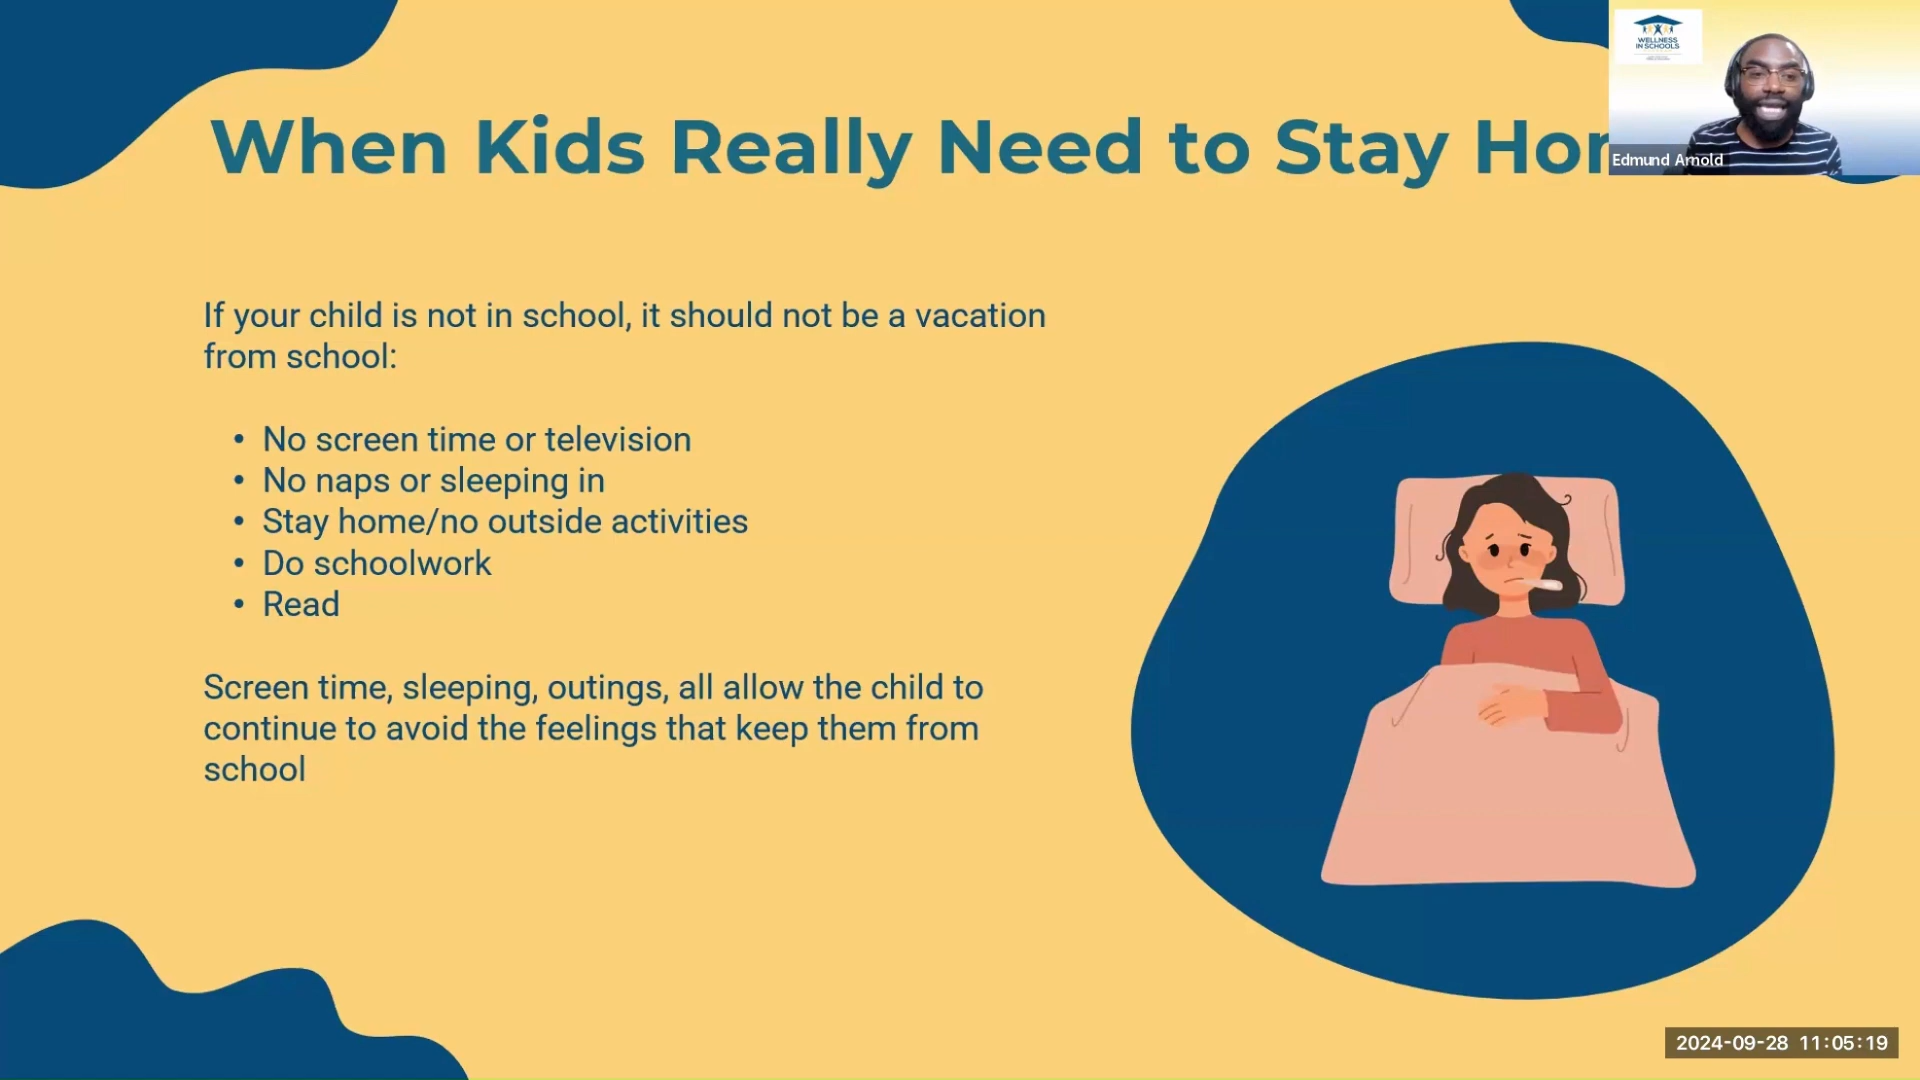 When Kids Really Need to Stay Hor
WELLNESS
IN SCHOOLS
Edmund Arnold
If your child is not in school, it should not be a vacation
from school:
• No screen time or television
• No naps or sleeping in
• Stay home/no outside activities
• Do schoolwork
• Read
Screen time, sleeping, outings, all allow the child to
continue to avoid the feelings that keep them from
school
2024-09-28 11:05:19